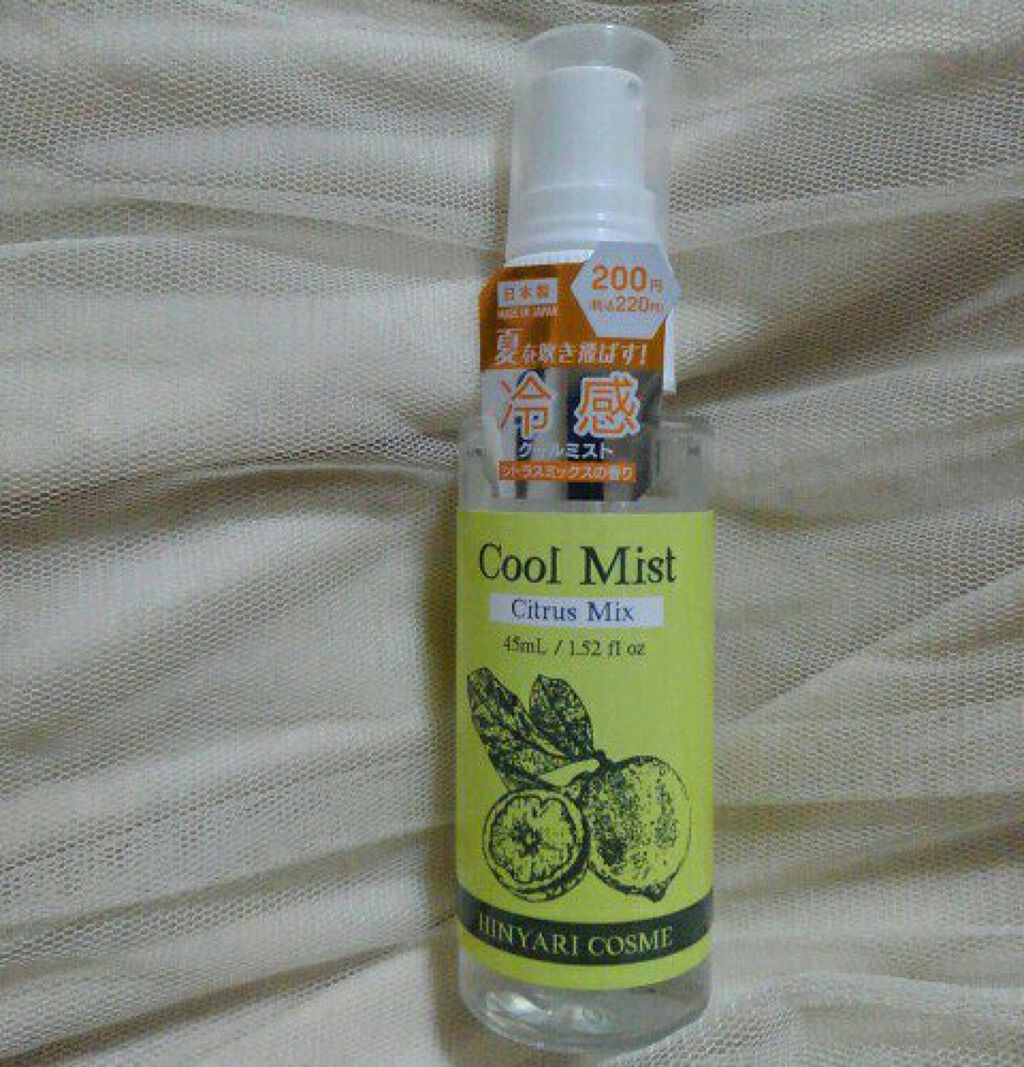 200円
(税込220円)
日本製
MADE IN JAPAN
夏を吹き飛ばす!
冷感
クールミスト
シトラスミックスの香り
Cool Mist
Citrus Mix
45mL / 1.52 fl oz
HINYARI COSME